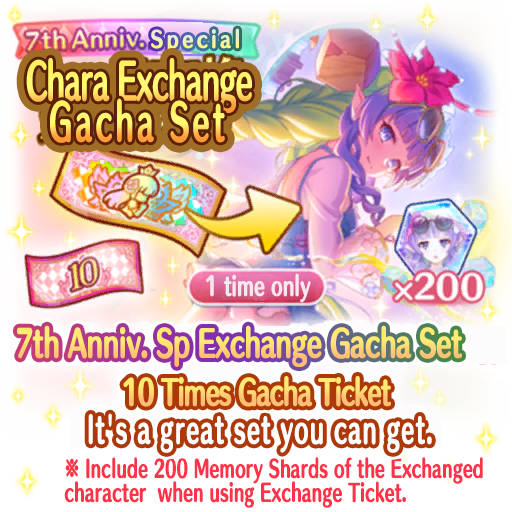 7th Anniv. Special
Chara Exchange
Gacha Set
10
1 time only
×200
7th Anniv. Sp Exchange Gacha Set
10 Times Gacha Ticket
It's a great set you can get.
※ Include 200 Memory Shards of the Exchanged
character when using Exchange Ticket.